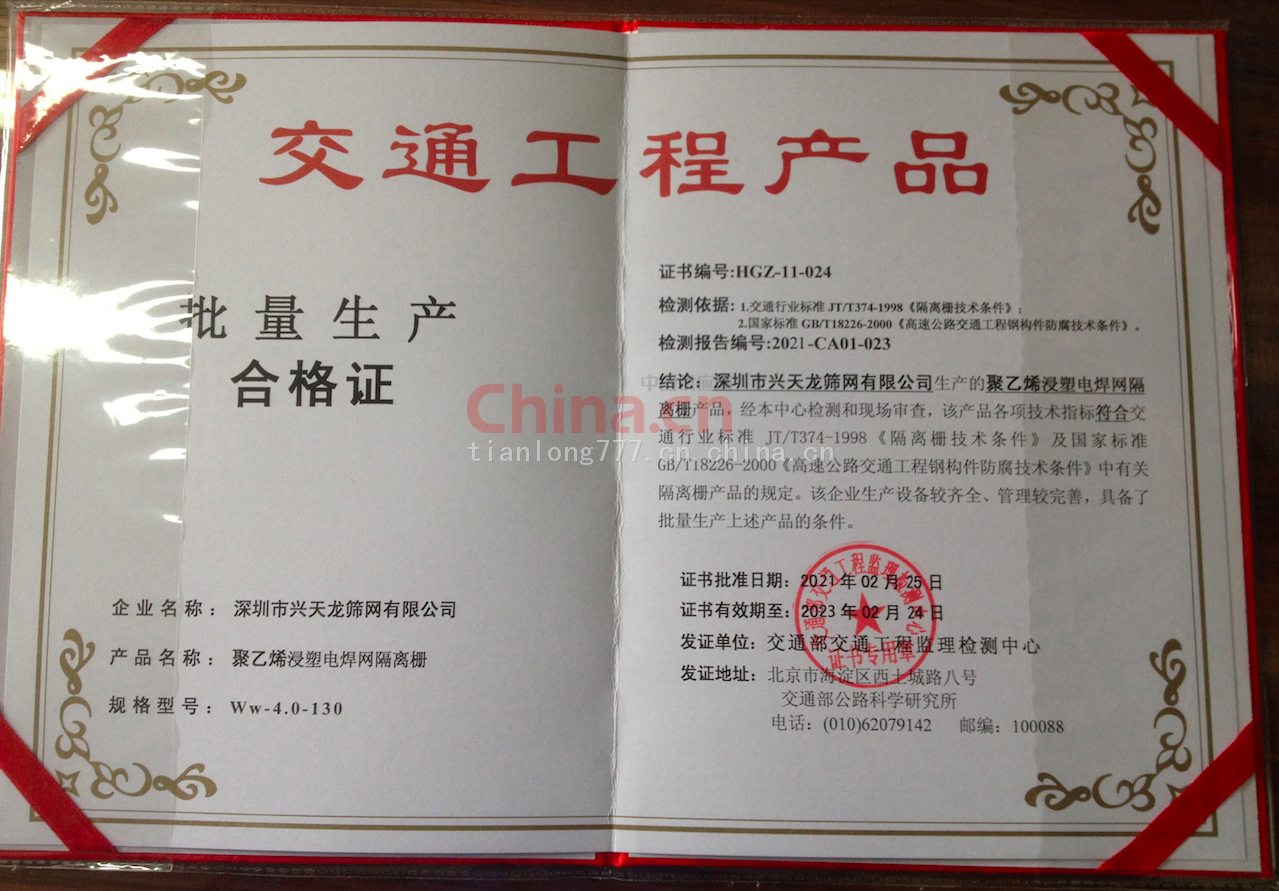 交通工程产品
批量生产
合格证
企业名称：深圳市兴天龙筛网有限公司
产品名称：聚乙烯浸塑电焊网隔离栅
规格型号：Ww-4.0-130
证书编号:HGZ-11-024
检测依据: 1.交通行业标准 JT/T374-1998《隔离栅技术条件》;
2.国家标准 GB/T18226-2000《高速公路交通工程钢构件防腐技术条件》。
检测报告编号:2021-CA01-023
结论：深圳市兴天龙筛网有限公司生产的聚乙烯浸塑电焊网隔
离栅产品，经本中心检测和现场审查，该产品各项技术指标符合交
通行业标准 JT/T374-1998《隔离栅技术条件》及国家标准
GB/T18226-2000《高速公路交通工程钢构件防腐技术条件》中有关
隔离栅产品的规定。该企业生产设备较齐全、管理较完善，具备了
批量生产上述产品的条件。
证书批准日期：2021年02月25日
证书有效期至：2023年02月24日
发证单位：交通部交通工程监理检测中心
发证地址：北京市海淀区西土城路八号
交通部公路科学研究所
电话：(010)62079142 邮编：100088
交通部交通工程监理检测中心
证书专用章
China.cn
tianlong777.cn.china.cn